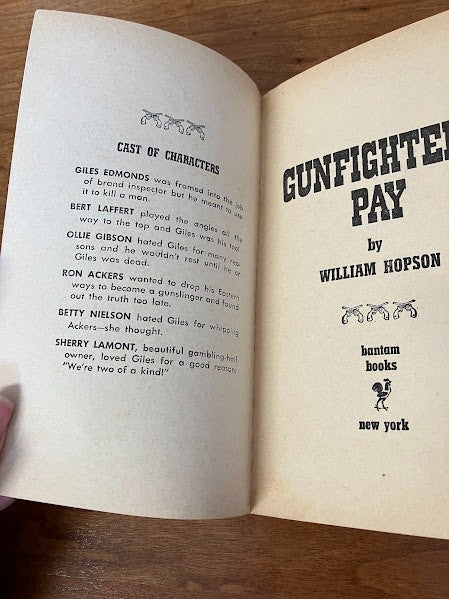 CAST OF CHARACTERS
GILES EDMONDS was framed into the job
of brand inspector but he meant to use
it to kill a man.
BERT LAFFERT played the angles all the
way to the top and Giles was his tool.
OLLIE GIBSON hated Giles for many rea-
sons and he wouldn't rest until he or
Giles was dead.
RON ACKERS wanted to drop his Eastern
ways to become a gunslinger and found
out the truth too late.
BETTY NIELSON hated Giles for whipping
Ackers—she thought.
SHERRY LAMONT, beautiful gambling-hall
owner, loved Giles for a good reason:
"We're two of a kind!"
GUNFIGHTER
PAY
by
WILLIAM HOPSON
bantam
books
new york